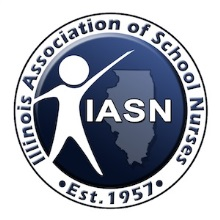 Illinois Association of School Nurses
IASN
•Est.1957•